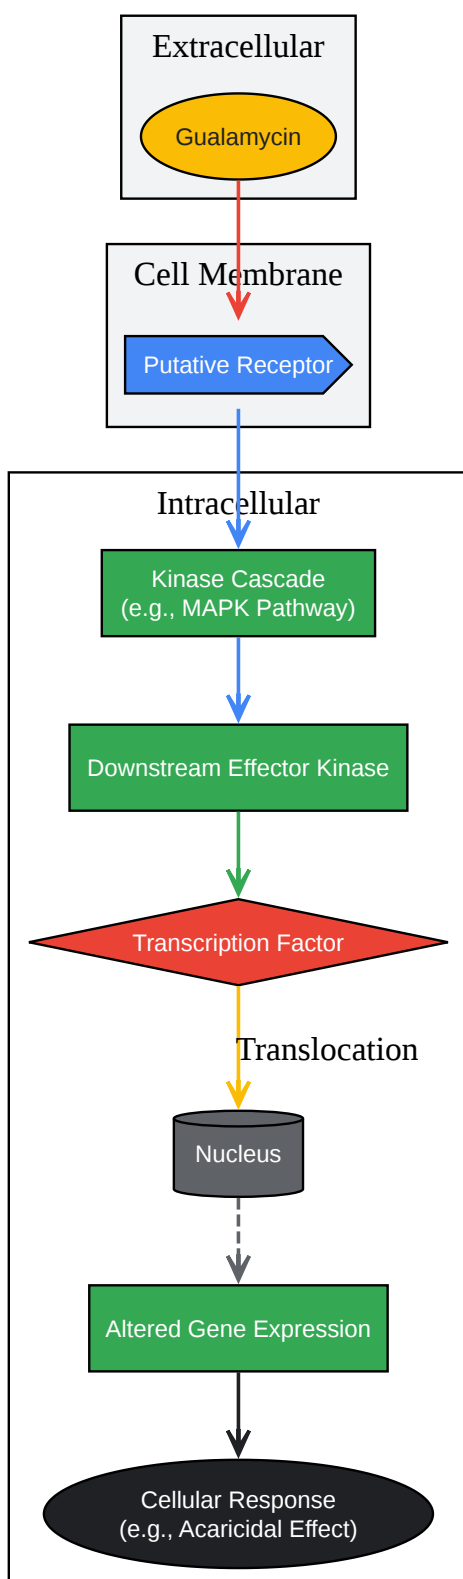 Extracellular
Gualamycin
Cell Membrane
Putative Receptor
Intracellular
Kinase Cascade
(e.g., MAPK Pathway)
Downstream Effector Kinase
Transcription Factor
Translocation
Nucleus
Altered Gene Expression
Cellular Response
(e.g., Acaricidal Effect)